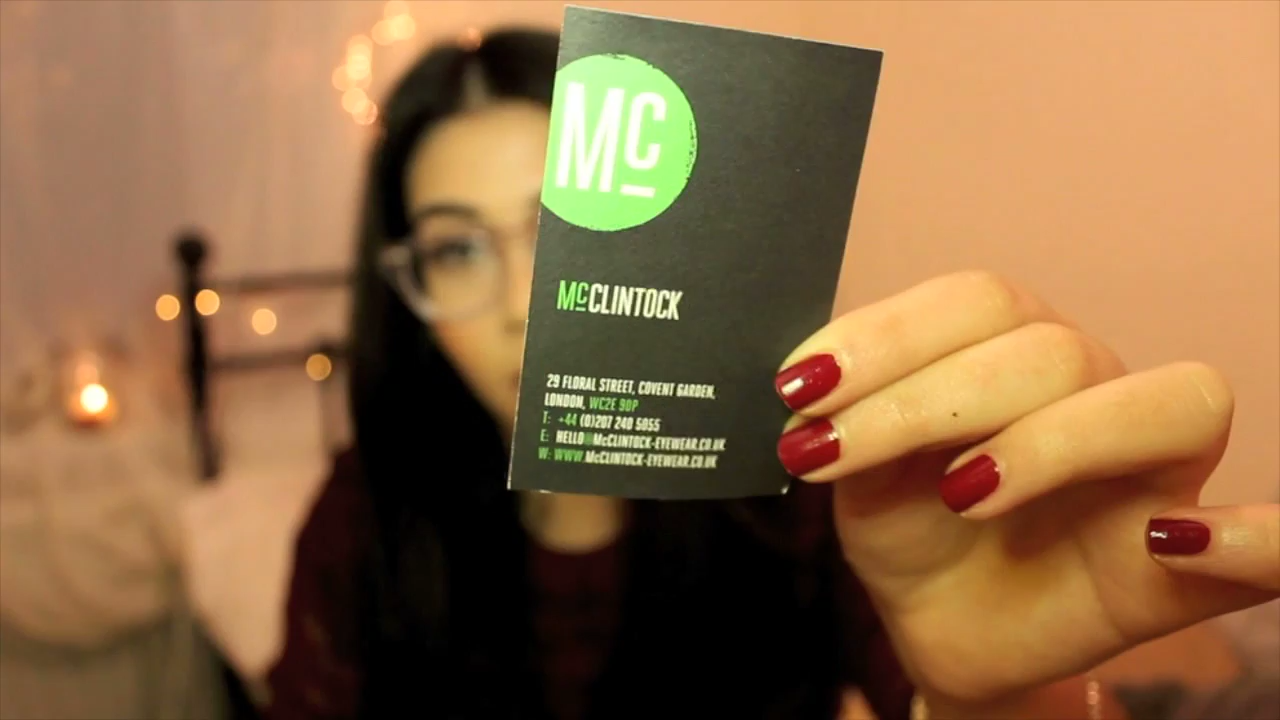 Mc
McCLINTOCK
29 FLORAL STREET, COVENT GARDEN,
LONDON, WC2E 9DP
T: +44 (0)207 240 5055
E: HELLO@McCLINTOCK-EYEWEAR.CO.UK
W: WWW.McCLINTOCK-EYEWEAR.CO.UK